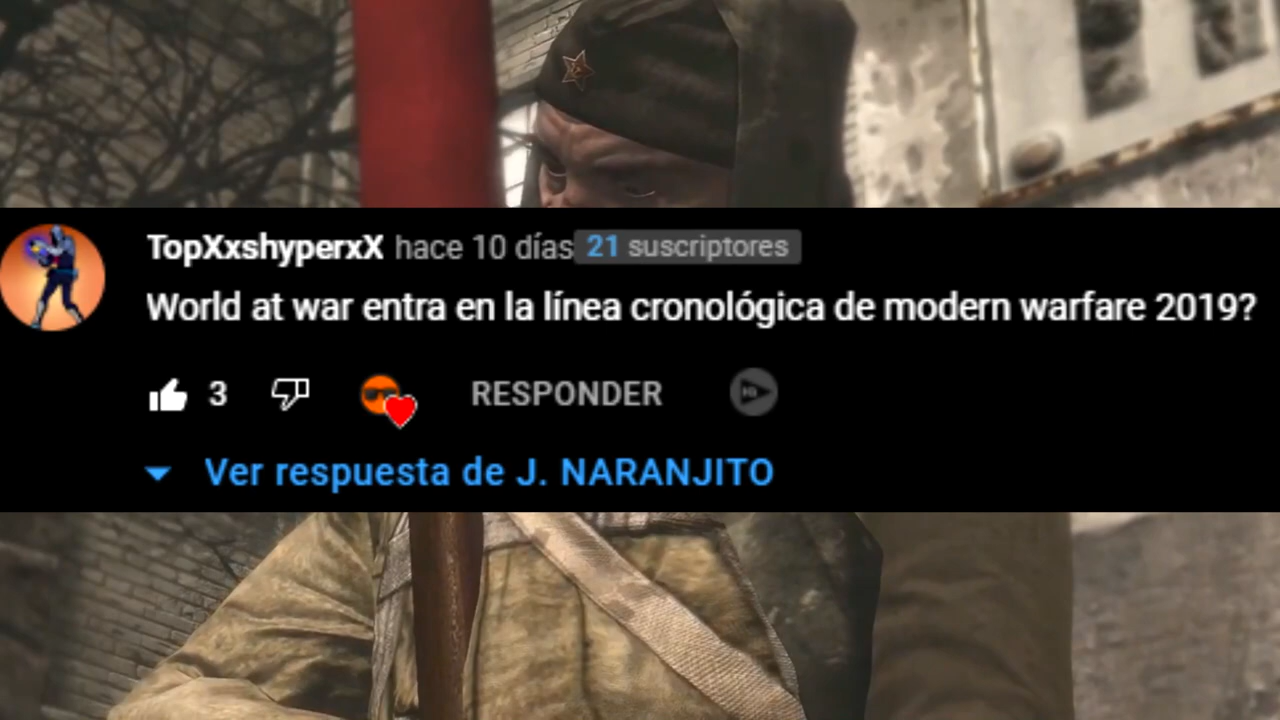 TopXxshyperxX hace 10 días 21 suscriptores
World at war entra en la línea cronológica de modern warfare 2019?
3 RESPONDER
Ver respuesta de J. NARANJITO